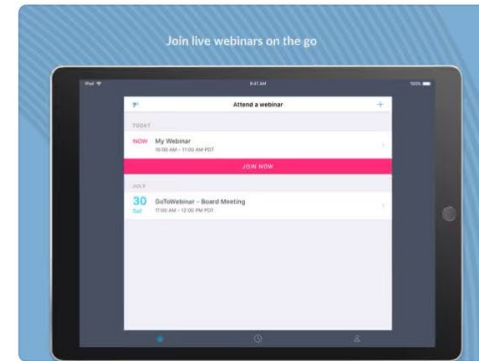 Join live webinars on the go
iPad
9:41 AM
100%
Attend a webinar
TODAY
NOW My Webinar
10:00 AM - 11:00 AM PDT
JOIN NOW
JULY
30 GoToWebinar - Board Meeting
Sat 11:00 AM - 12:00 PM PDT